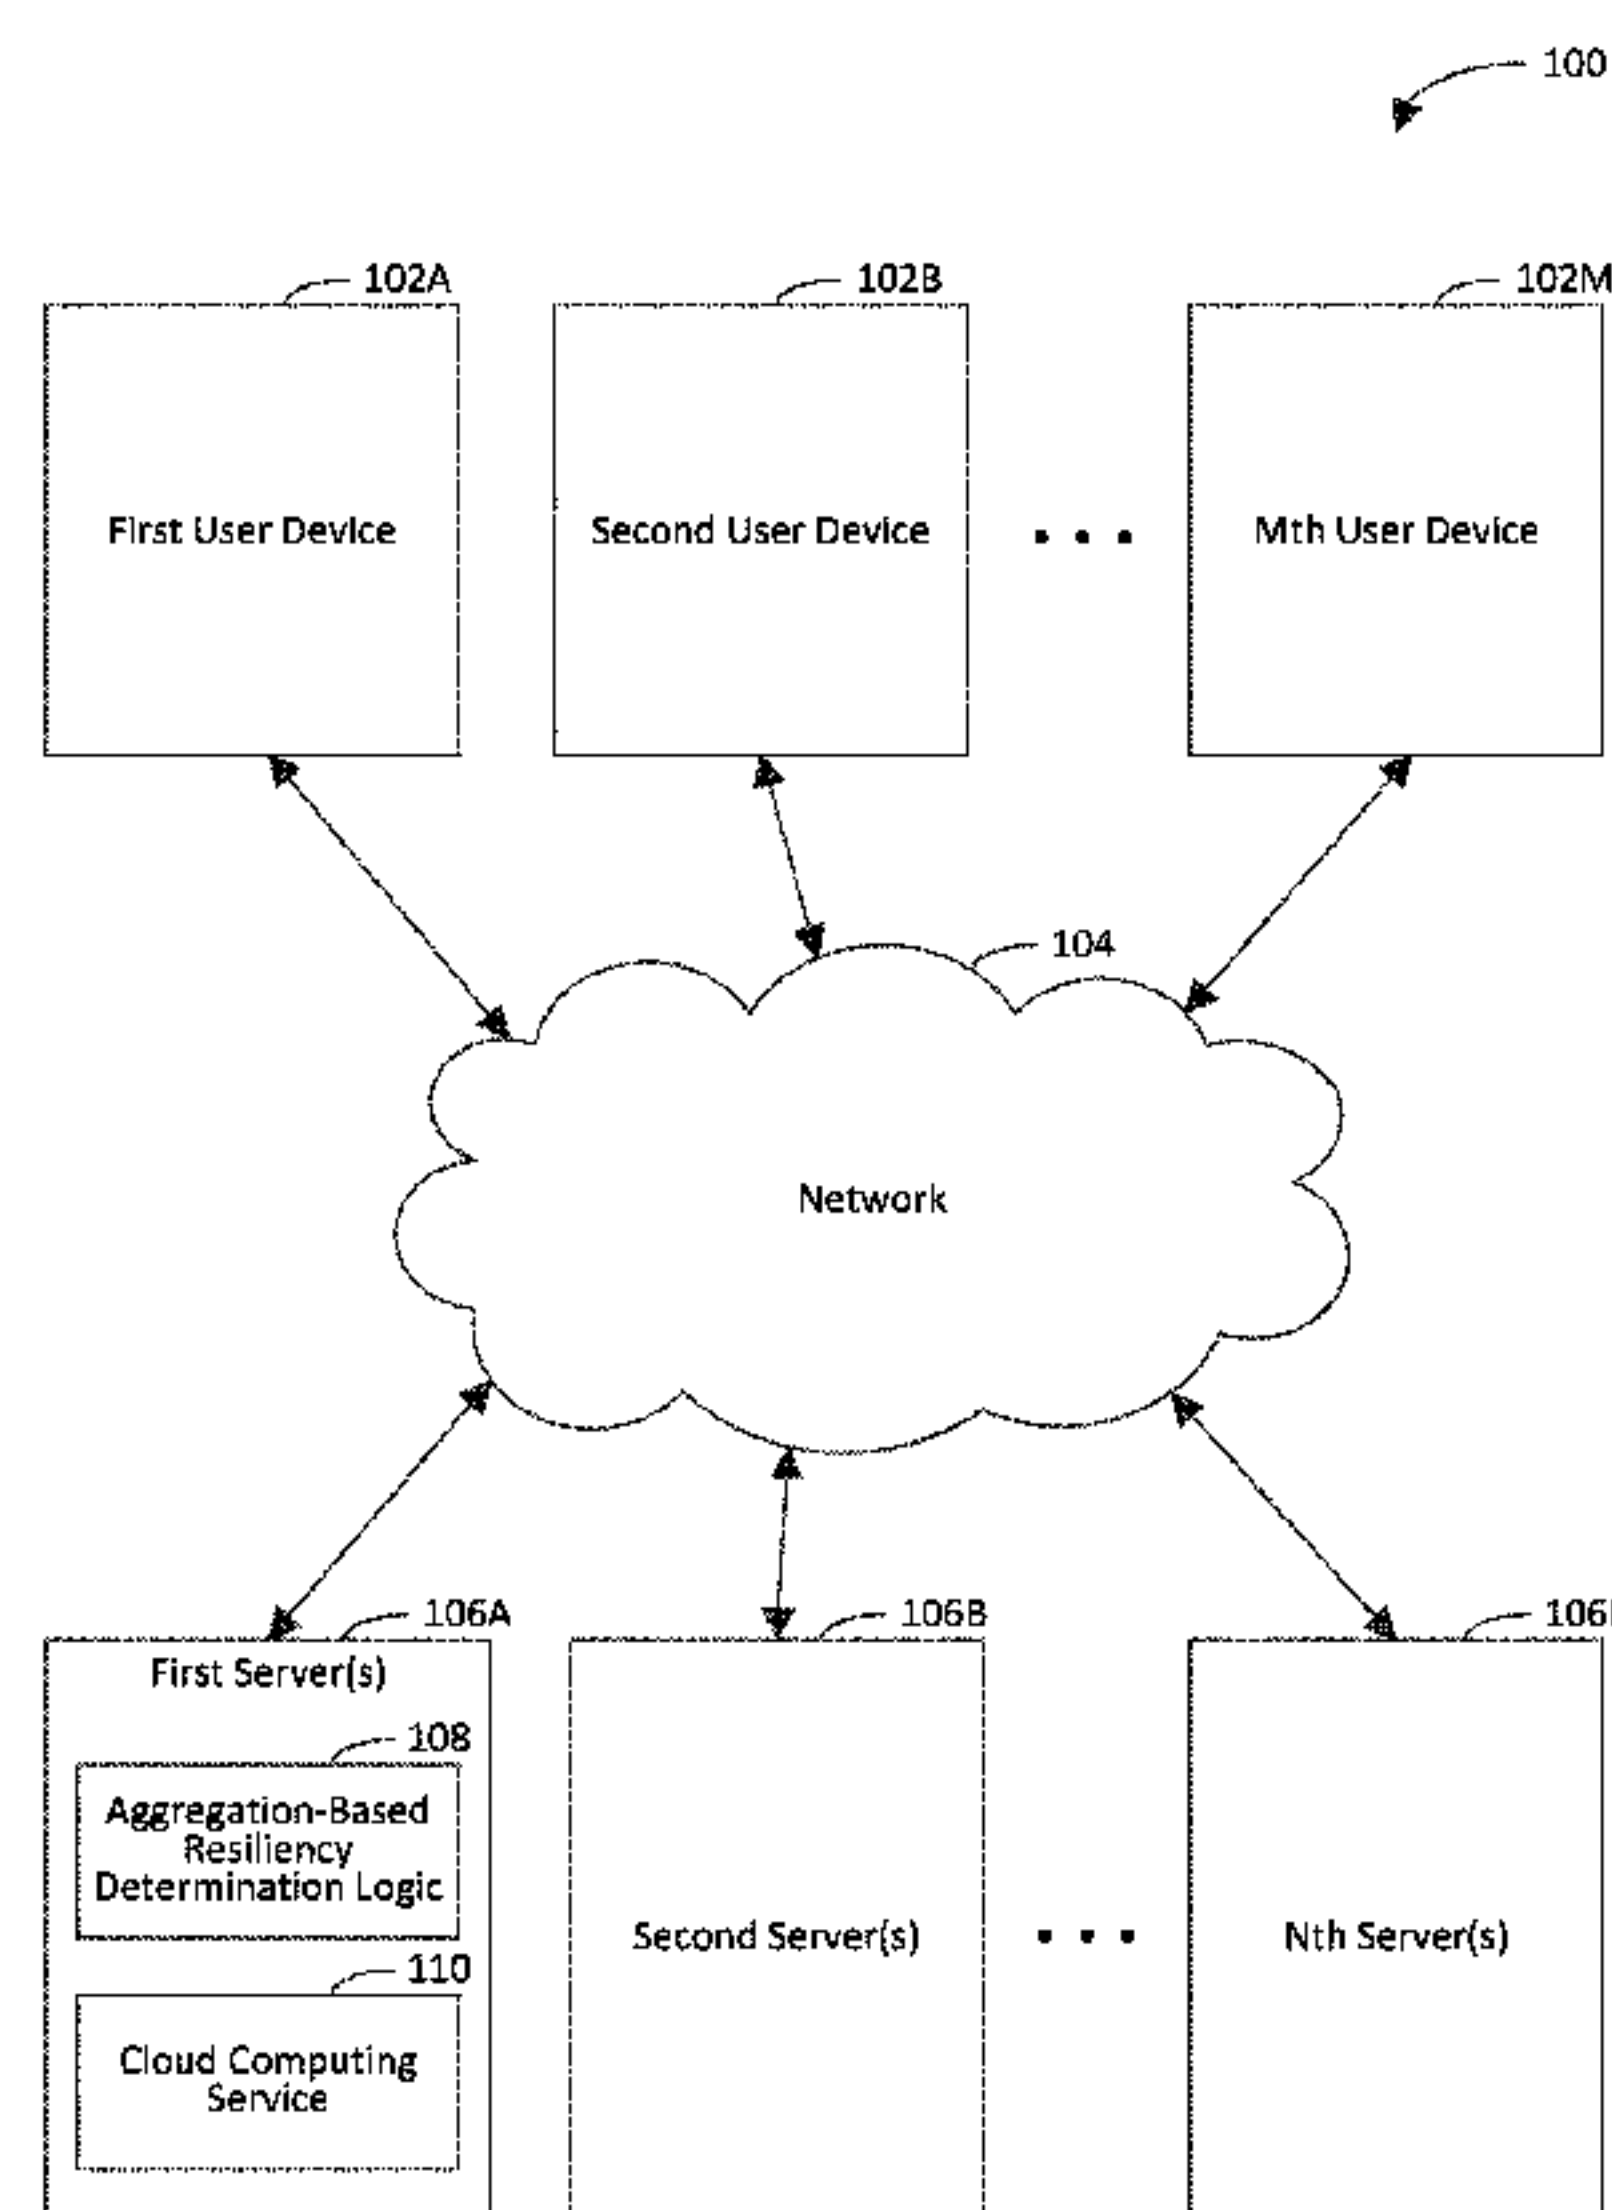 100
102A
102B
102M
First User Device
Second User Device
• • •
Mth User Device
104
Network
106A
106B
First Server(s)
108
Aggregation-Based
Resiliency
Determination Logic
Second Server(s)
• • •
Nth Server(s)
110
Cloud Computing
Service